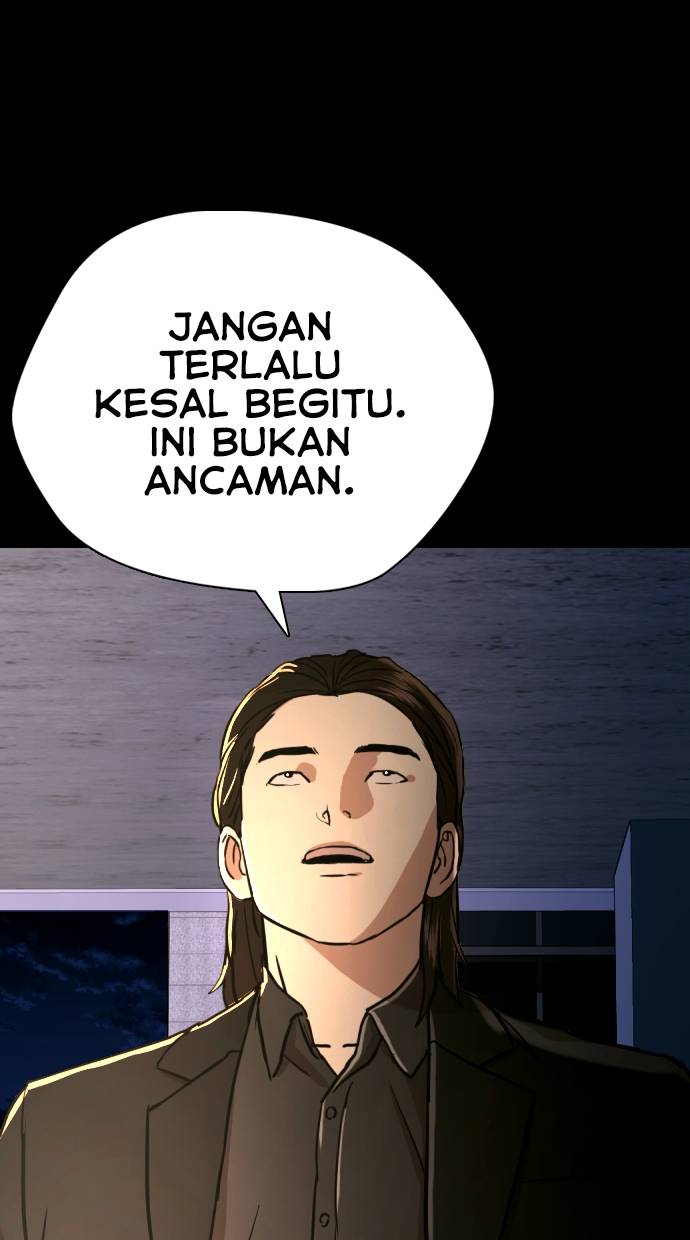 JANGAN
TERLALU
KESAL BEGITU.
INI BUKAN
ANCAMAN.